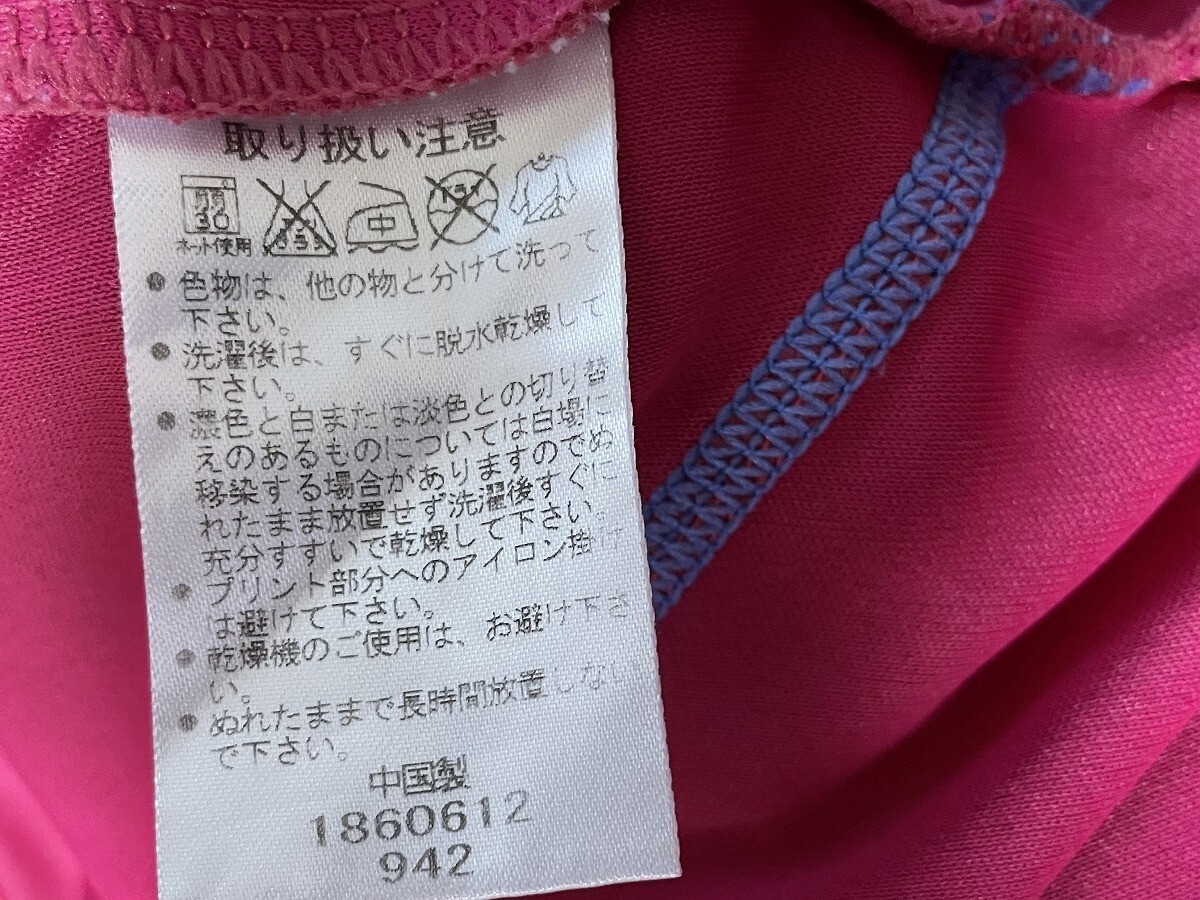 取り扱い注意
弱 30 中
ネット使用
● 色物は、他の物と分けて洗って
下さい。
● 洗濯後は、すぐに脱水乾燥して
下さい。
● 濃色と白または淡色との切り替
えのあるものについては白場に
移染する場合がありますのでぬ
れたまま放置せず洗濯後すぐに
充分すすいで乾燥して下さい。
● プリント部分へのアイロン掛け
は避けて下さい。
● 乾燥機のご使用は、お避け下さ
い。
● ぬれたままで長時間放置しない
で下さい。
中国製
1860612
942